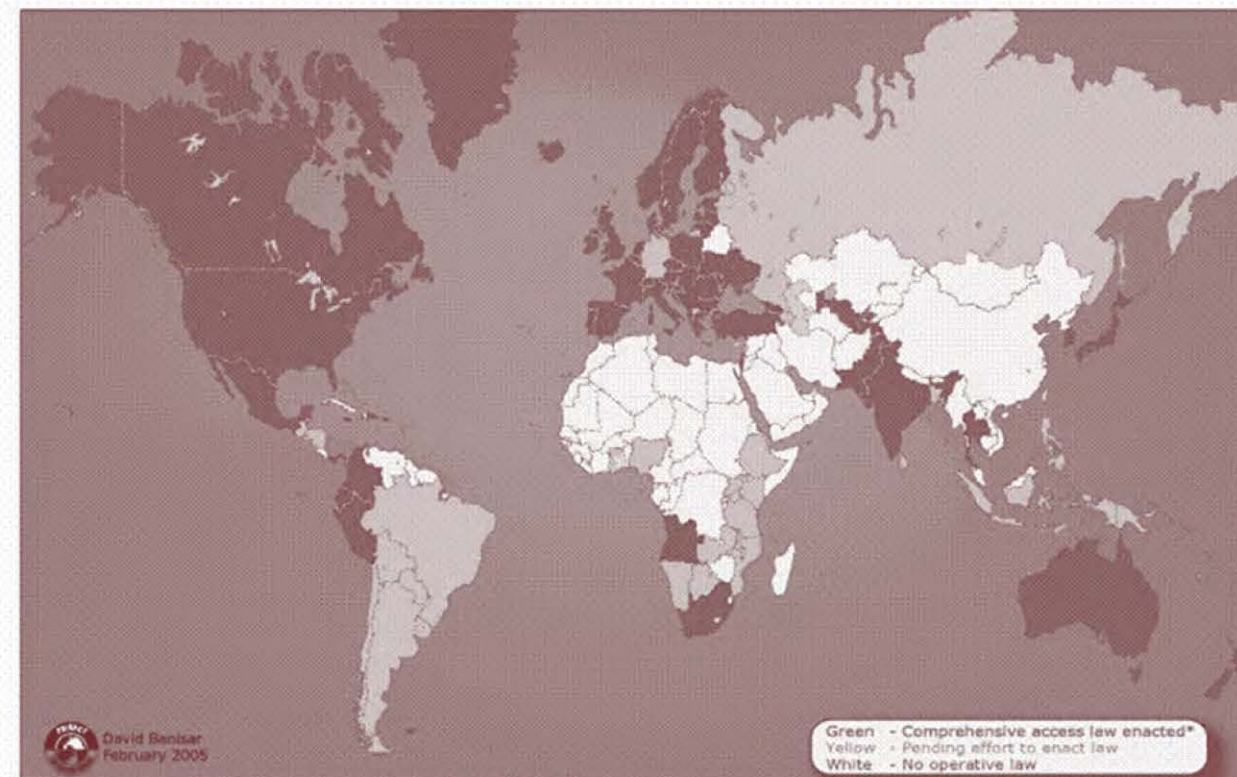 PRIVACY
David Banisar
February 2005
Green - Comprehensive access law enacted*
Yellow - Pending effort to enact law
White - No operative law